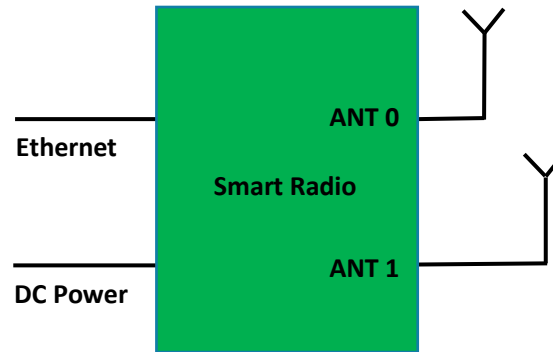 ANT 0
Ethernet
Smart Radio
ANT 1
DC Power